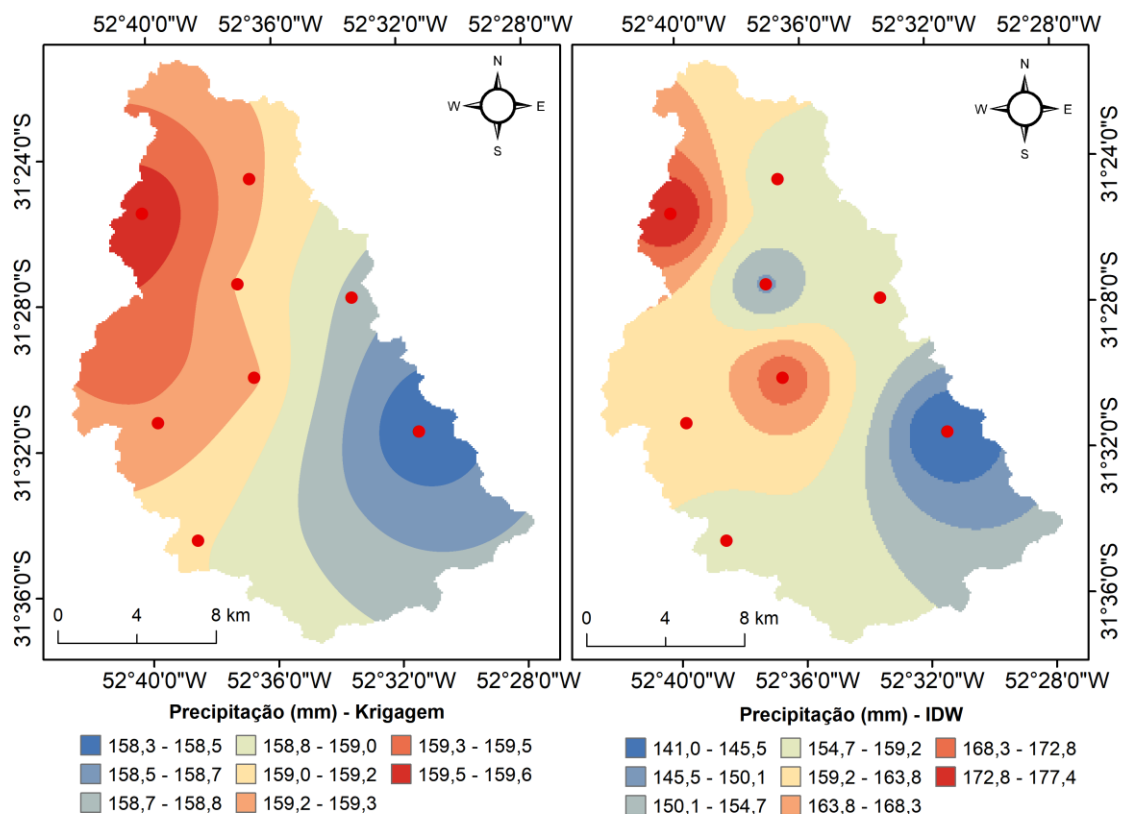 52°40'0"W 52°36'0"W 52°32'0"W 52°28'0"W
52°40'0"W 52°36'0"W 52°32'0"W 52°28'0"W
N
W E
S
N
W E
S
31°24'0"S
31°28'0"S
31°32'0"S
31°36'0"S
31°24'0"S
31°28'0"S
31°32'0"S
31°36'0"S
0 4 8 km
0 4 8 km
52°40'0"W 52°36'0"W 52°32'0"W 52°28'0"W
52°40'0"W 52°36'0"W 52°32'0"W 52°28'0"W
Precipitação (mm) - Krigagem
158,3 - 158,5 158,8 - 159,0 159,3 - 159,5
158,5 - 158,7 159,0 - 159,2 159,5 - 159,6
158,7 - 158,8 159,2 - 159,3
Precipitação (mm) - IDW
141,0 - 145,5 154,7 - 159,2 168,3 - 172,8
145,5 - 150,1 159,2 - 163,8 172,8 - 177,4
150,1 - 154,7 163,8 - 168,3